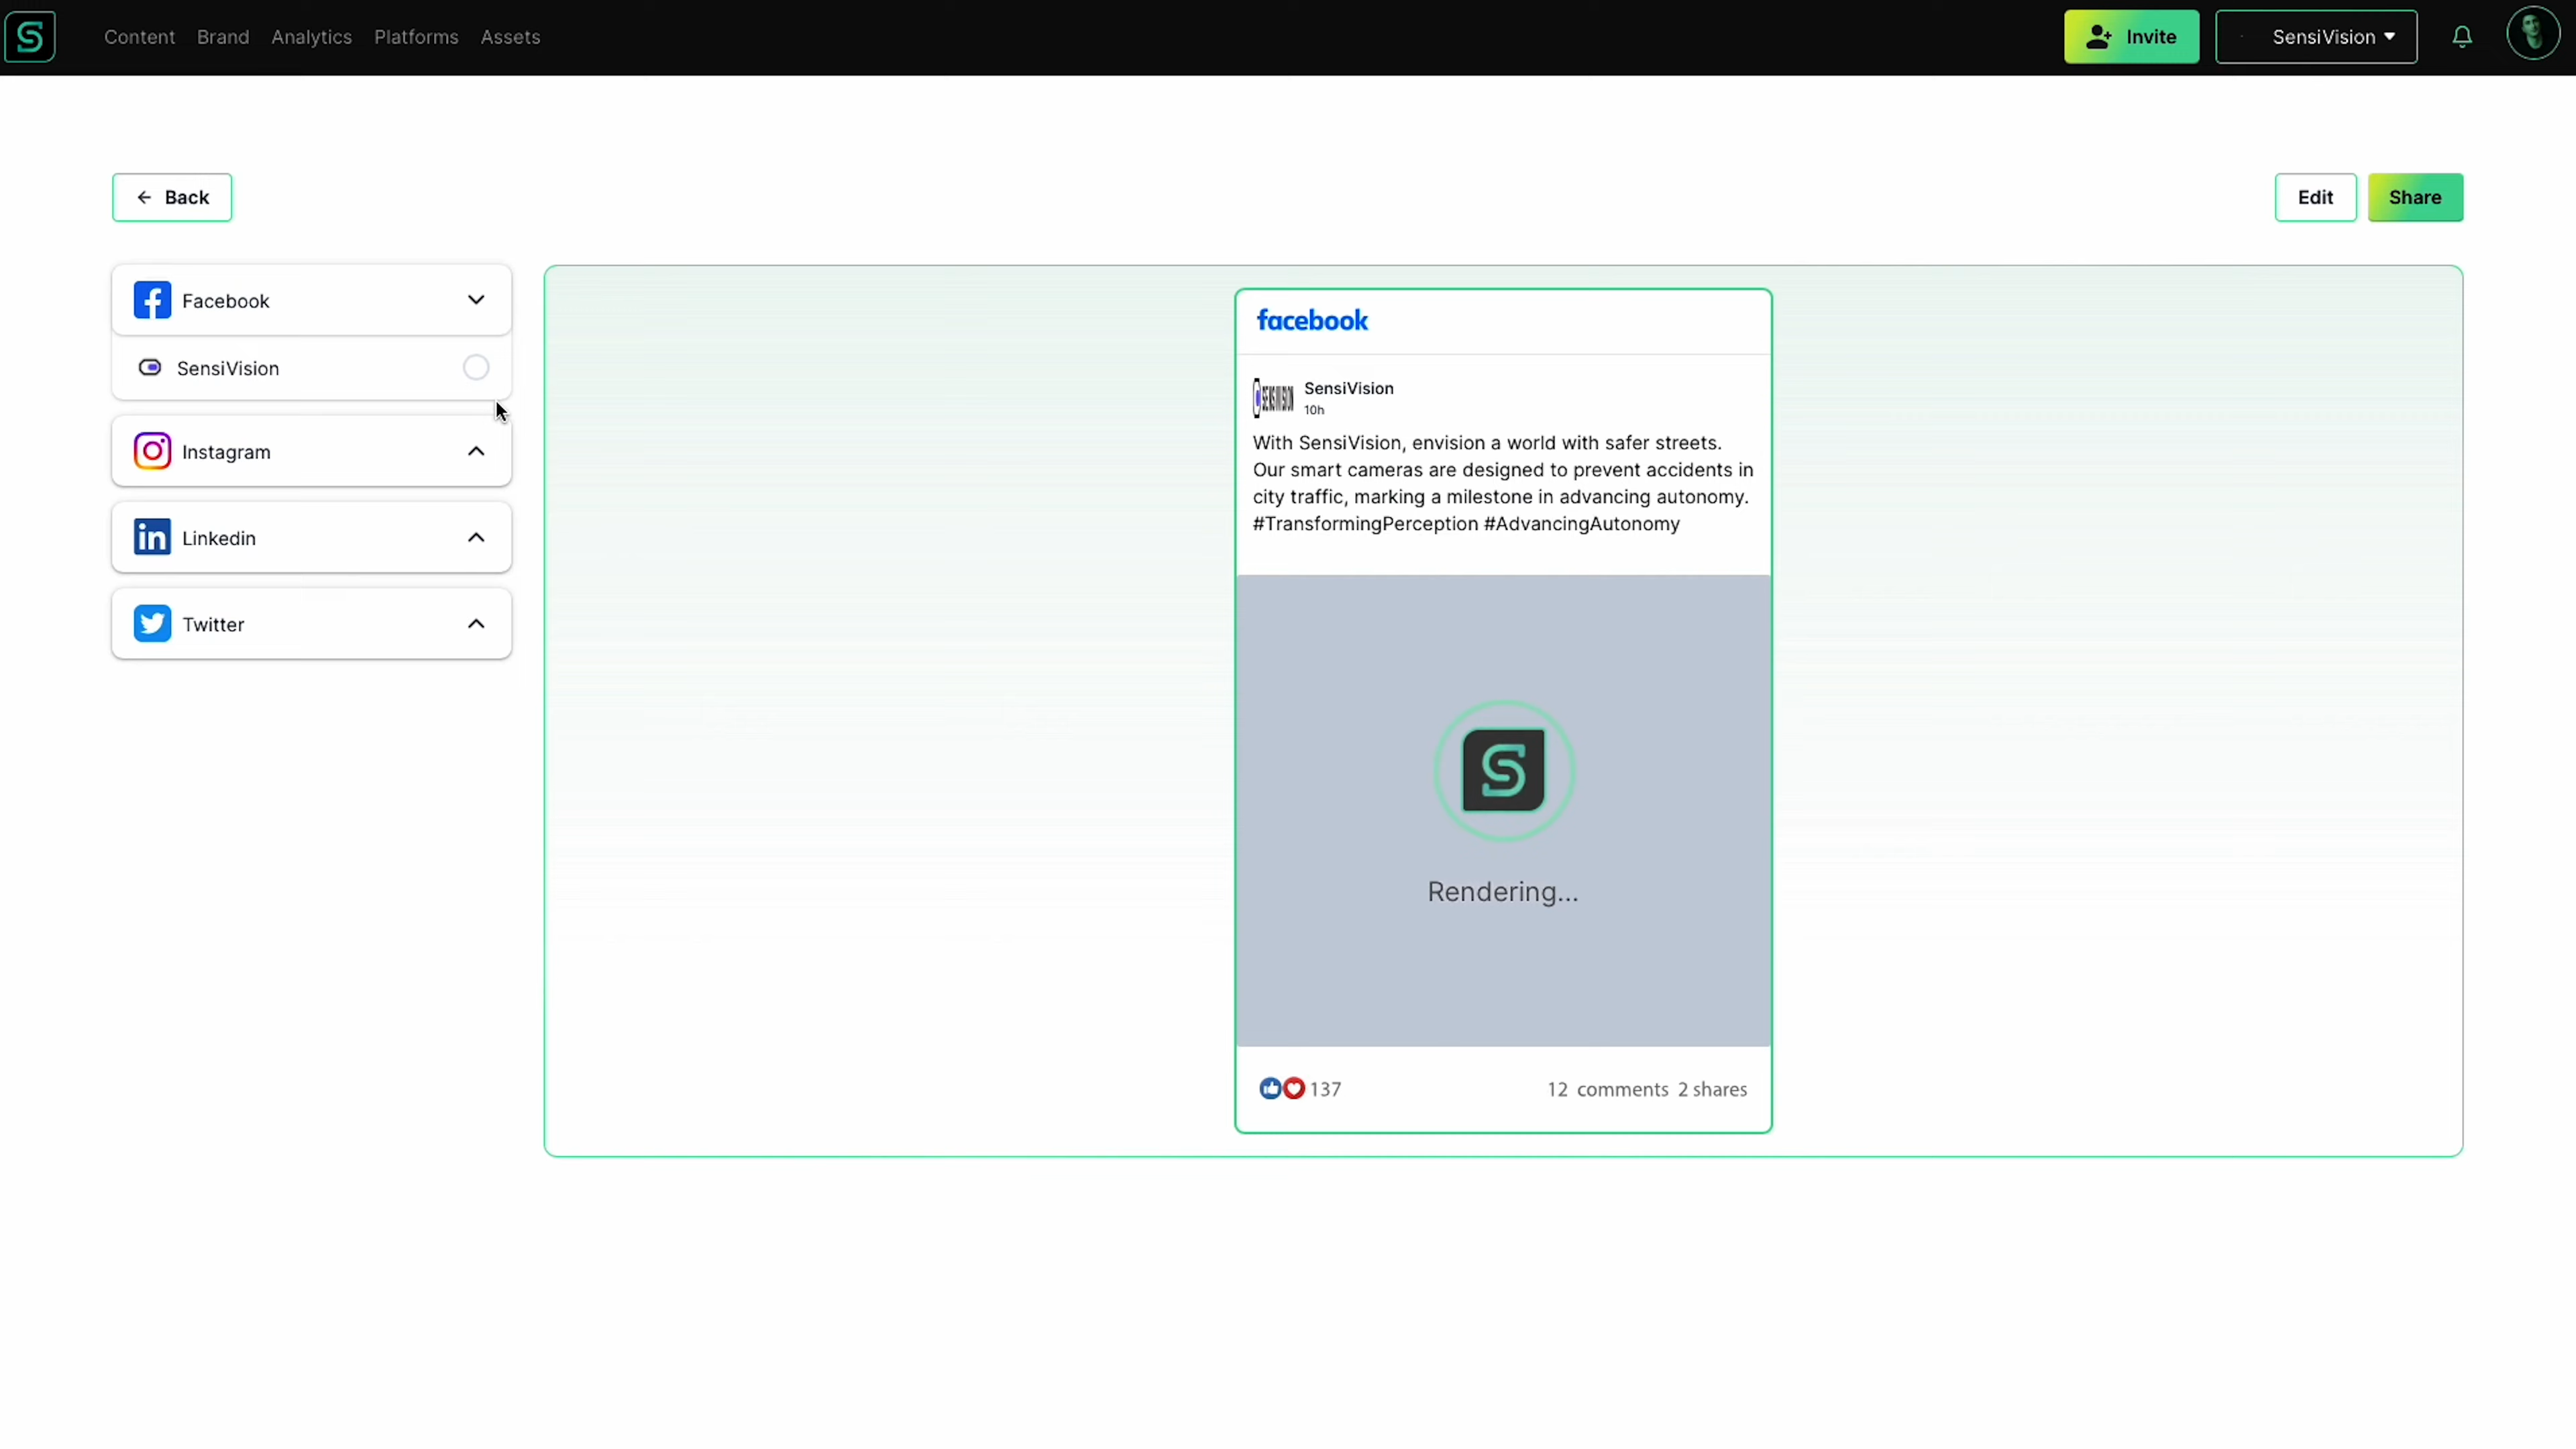 Content Brand Analytics Platforms Assets
Invite
SensiVision
Back
Edit
Share
Facebook
SensiVision
Instagram
Linkedin
Twitter
facebook
SENSIVISION
SensiVision
10h
With SensiVision, envision a world with safer streets.
Our smart cameras are designed to prevent accidents in
city traffic, marking a milestone in advancing autonomy.
#TransformingPerception #AdvancingAutonomy
Rendering...
137
12 comments 2 shares